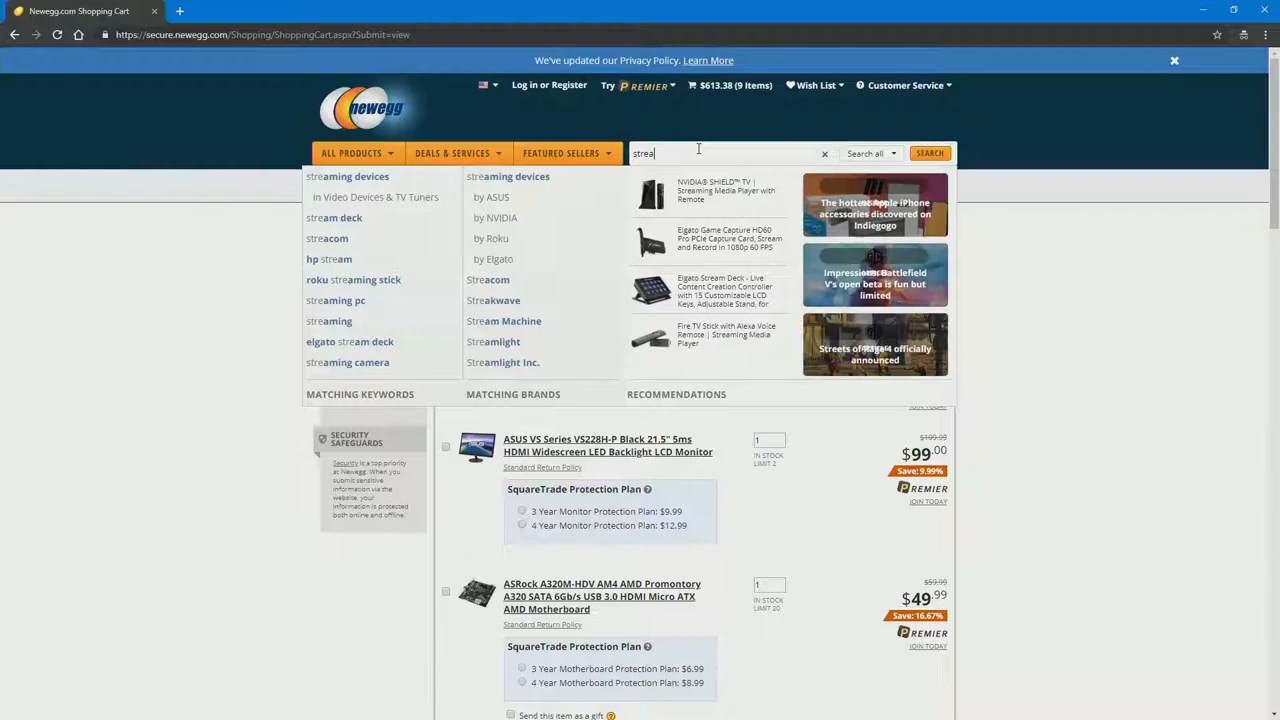 Newegg.com Shopping Cart
https://secure.newegg.com/Shopping/ShoppingCart.aspx?Submit=view
We've updated our Privacy Policy. Learn More
Log in or Register
Try PREMIER
$613.38 (9 Items)
Wish List
Customer Service
newegg
ALL PRODUCTS
DEALS & SERVICES
FEATURED SELLERS
strea
Search all
SEARCH
streaming devices
in Video Devices & TV Tuners
stream deck
streacom
hp stream
roku streaming stick
streaming pc
streaming
elgato stream deck
streaming camera
MATCHING KEYWORDS
streaming devices
by ASUS
by NVIDIA
by Roku
by Elgato
Streacom
Streakwave
Stream Machine
Streamlight
Streamlight Inc.
MATCHING BRANDS
NVIDIA® SHIELD™ TV |
Streaming Media Player with
Remote
Elgato Game Capture HD60
Pro PCIe Capture Card, Stream
and Record in 1080p 60 FPS
Elgato Stream Deck - Live
Content Creation Controller
with 15 Customizable LCD
Keys, Adjustable Stand, for
Fire TV Stick with Alexa Voice
Remote | Streaming Media
Player
RECOMMENDATIONS
The hottest Apple iPhone
accessories discovered on
Indiegogo
Impressions: Battlefield
V's open beta is fun but
limited
Streets of Rage 4 officially
announced
JOIN TODAY
SECURITY
SAFEGUARDS
Security is a top priority
at Newegg. When you
submit sensitive
information via the
website, your
information is protected
both online and offline.
ASUS VS Series VS228H-P Black 21.5" 5ms
HDMI Widescreen LED Backlight LCD Monitor
Standard Return Policy
1
IN STOCK
LIMIT 2
$109.99
$99.00
Save: 9.99%
PREMIER
JOIN TODAY
SquareTrade Protection Plan
3 Year Monitor Protection Plan: $9.99
4 Year Monitor Protection Plan: $12.99
ASRock A320M-HDV AM4 AMD Promontory
A320 SATA 6Gb/s USB 3.0 HDMI Micro ATX
AMD Motherboard
Standard Return Policy
1
IN STOCK
LIMIT 20
$59.99
$49.99
Save: 16.67%
PREMIER
JOIN TODAY
SquareTrade Protection Plan
3 Year Motherboard Protection Plan: $6.99
4 Year Motherboard Protection Plan: $8.99
Send this item as a gift